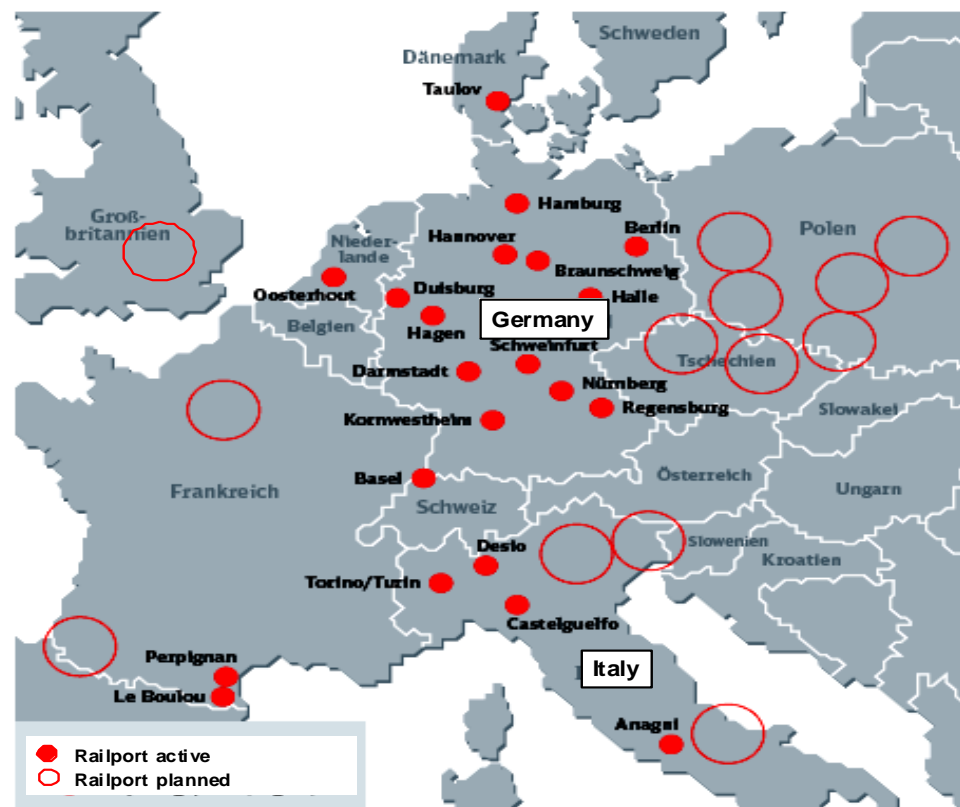 Schweden
Dänemark
Taulov
Hamburg
Groß-
britannien
Berlin
Polen
Hannover
Nieder-
lande
Braunschweig
Oosterhout
Duisburg
Halle
Germany
Belgien
Hagen
Schweinfurt
Tschechien
Darmstadt
Nürnberg
Regensburg
Slowakei
Kornwestheim
Basel
Österreich
Frankreich
Ungarn
Schweiz
Desio
Slowenien
Kroatien
Torino/Turin
Castelguelfo
Perpignan
Italy
Le Boulou
Anagni
Railport active
Railport planned